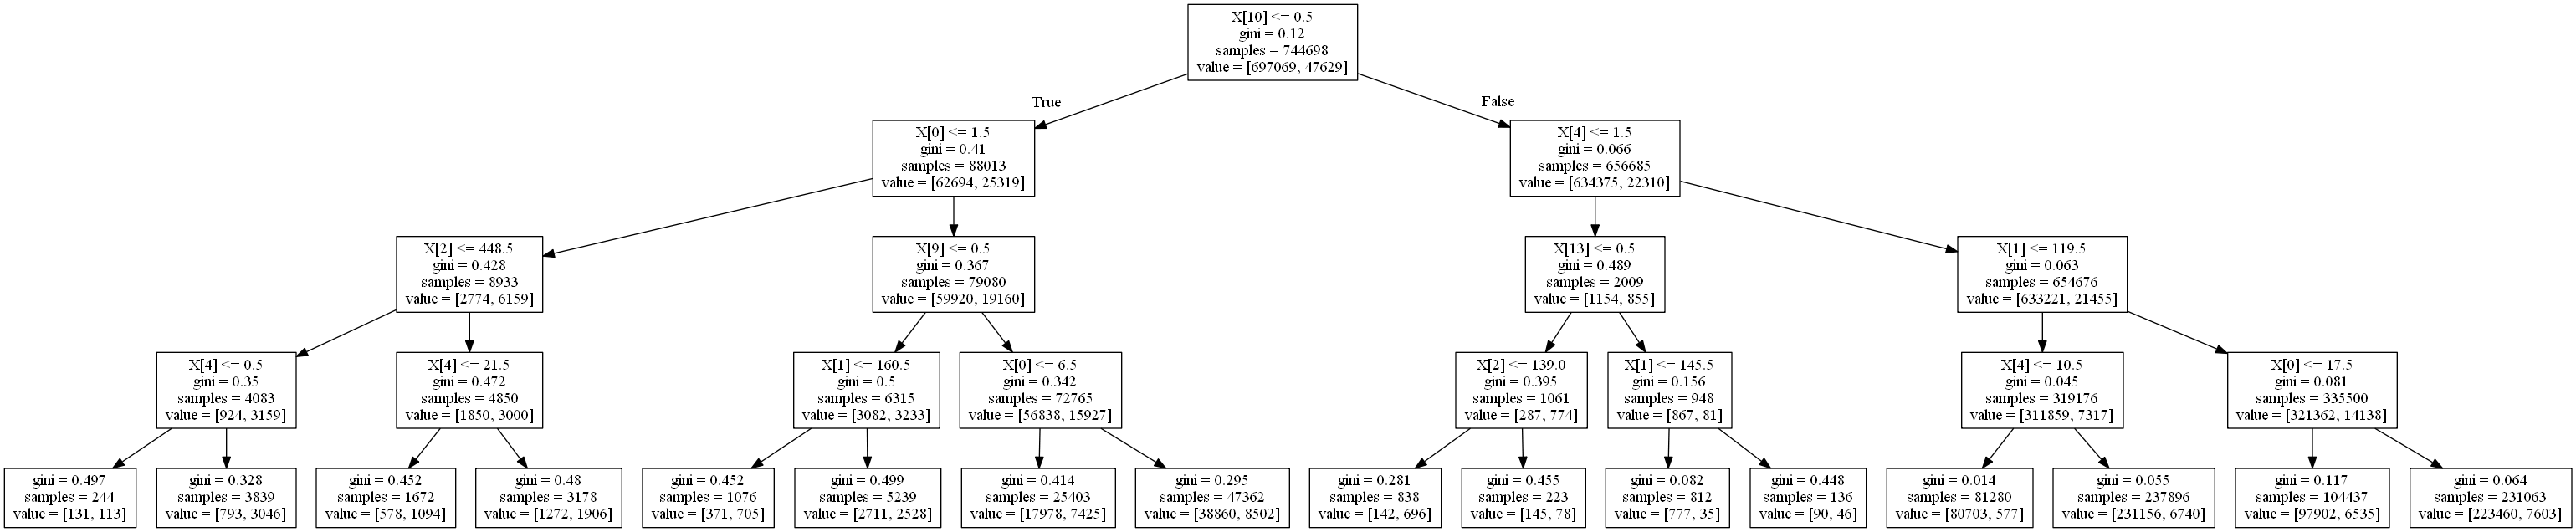 X[10] <= 0.5
gini = 0.12
samples = 744698
value = [697069, 47629]
True
False
X[0] <= 1.5
gini = 0.41
samples = 88013
value = [62694, 25319]
X[4] <= 1.5
gini = 0.066
samples = 656685
value = [634375, 22310]
X[2] <= 448.5
gini = 0.428
samples = 8933
value = [2774, 6159]
X[9] <= 0.5
gini = 0.367
samples = 79080
value = [59920, 19160]
X[13] <= 0.5
gini = 0.489
samples = 2009
value = [1154, 855]
X[1] <= 119.5
gini = 0.063
samples = 654676
value = [633221, 21455]
X[4] <= 0.5
gini = 0.35
samples = 4083
value = [924, 3159]
X[4] <= 21.5
gini = 0.472
samples = 4850
value = [1850, 3000]
X[1] <= 160.5
gini = 0.5
samples = 6315
value = [3082, 3233]
X[0] <= 6.5
gini = 0.342
samples = 72765
value = [56838, 15927]
X[2] <= 139.0
gini = 0.395
samples = 1061
value = [287, 774]
X[1] <= 145.5
gini = 0.156
samples = 948
value = [867, 81]
X[4] <= 10.5
gini = 0.045
samples = 319176
value = [311859, 7317]
X[0] <= 17.5
gini = 0.081
samples = 335500
value = [321362, 14138]
gini = 0.497
samples = 244
value = [131, 113]
gini = 0.328
samples = 3839
value = [793, 3046]
gini = 0.452
samples = 1672
value = [578, 1094]
gini = 0.48
samples = 3178
value = [1272, 1906]
gini = 0.452
samples = 1076
value = [371, 705]
gini = 0.499
samples = 5239
value = [2711, 2528]
gini = 0.414
samples = 25403
value = [17978, 7425]
gini = 0.295
samples = 47362
value = [38860, 8502]
gini = 0.281
samples = 838
value = [142, 696]
gini = 0.455
samples = 223
value = [145, 78]
gini = 0.082
samples = 812
value = [777, 35]
gini = 0.448
samples = 136
value = [90, 46]
gini = 0.014
samples = 81280
value = [80703, 577]
gini = 0.055
samples = 237896
value = [231156, 6740]
gini = 0.117
samples = 104437
value = [97902, 6535]
gini = 0.064
samples = 231063
value = [223460, 7603]